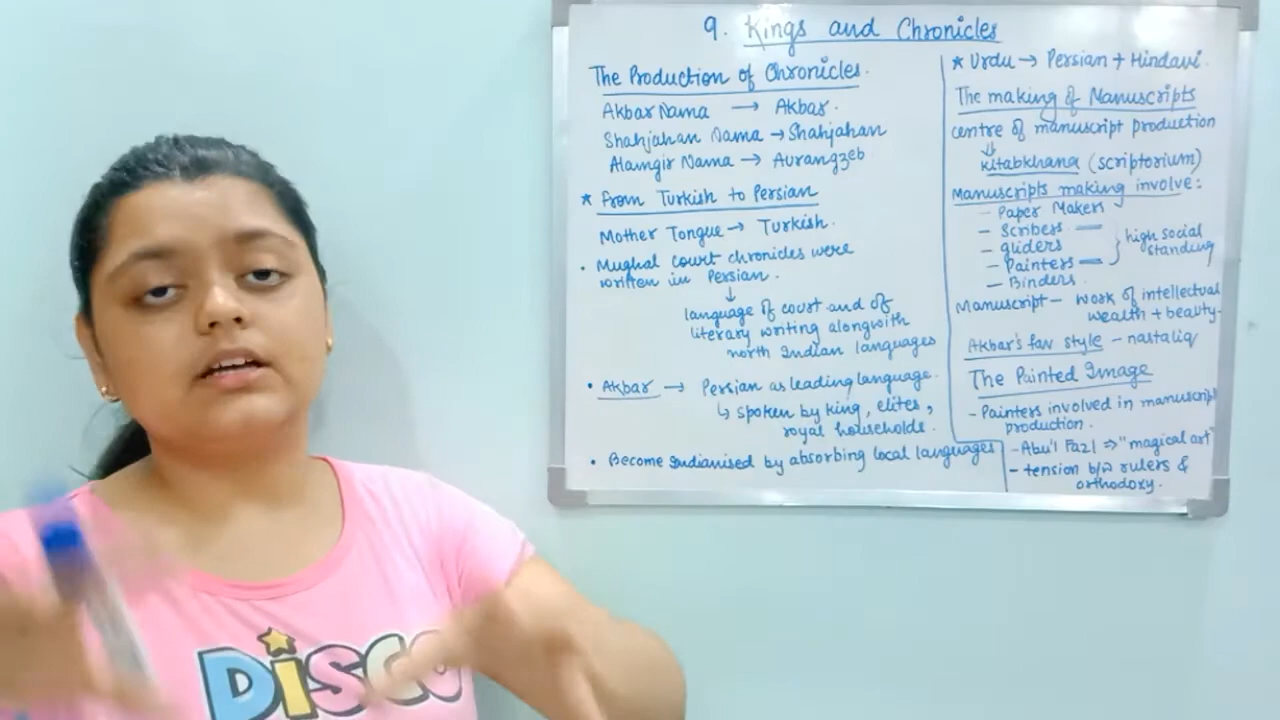 9. Kings and Chronicles
The Production of Chronicles.
Akbar Nama → Akbar.
Shahjahan Nama → Shahjahan
Alamgir Nama → Aurangzeb
* From Turkish to Persian
Mother Tongue → Turkish.
• Mughal court chronicles were
written in Persian.
↓
language of court and of
literary writing alongwith
north Indian languages
• Akbar → Persian as leading language.
↳ spoken by king, elites,
royal households.
• Become Indianised by absorbing local languages
* Urdu → Persian + Hindavi.
The making of Manuscripts
centre of manuscript production
⇓
Kitabkhana (scriptorium)
Manuscripts making involve:
- Paper Makers
- Scribers
- gliders
- Painters
- Binders
high social
standing
Manuscript - work of intellectual
wealth + beauty.
Akbar's fav style - nastaliq
The Painted Image
- Painters involved in manuscript
production.
- Abu'l Fazl ⇒ "magical art"
- tension b/w rulers &
orthodoxy.
DiSCO